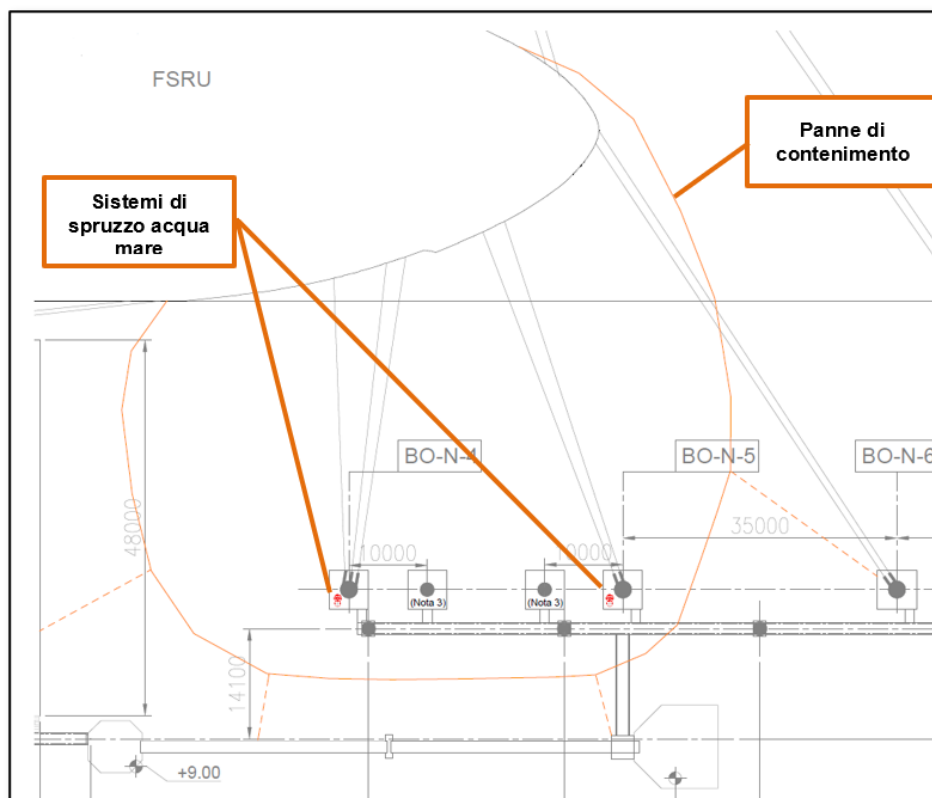 FSRU
Panne di
contenimento
Sistemi di
spruzzo acqua
mare
BO-N-4
BO-N-5
BO-N-6
48000
10000
10000
35000
(Nota 3)
(Nota 3)
14100
+9.00